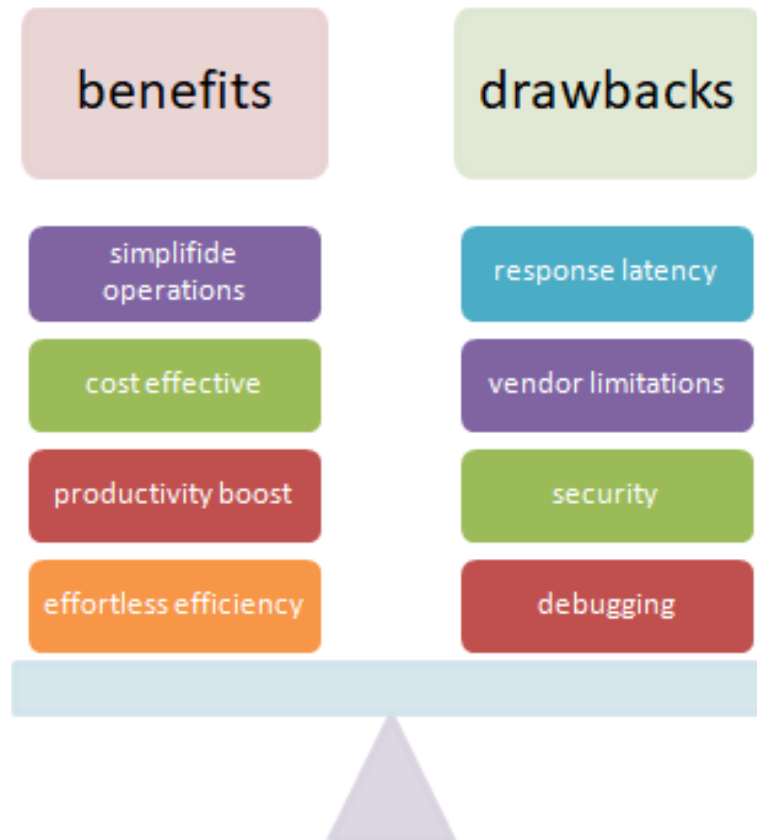 benefits
drawbacks
simplifide
operations
response latency
cost effective
vendor limitations
productivity boost
security
effortless efficiency
debugging